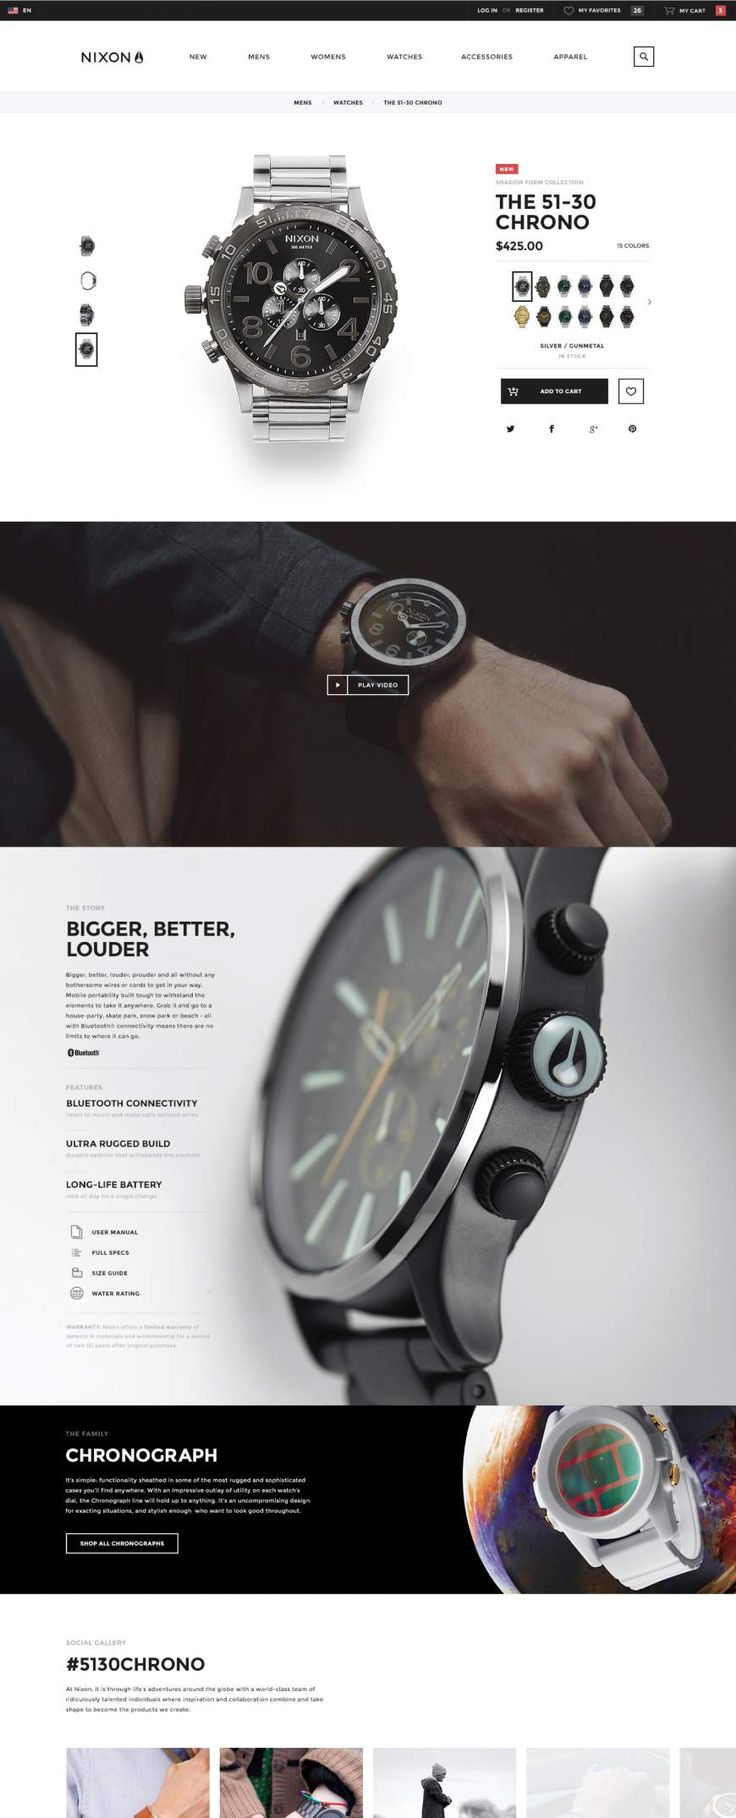 EN
LOG IN OR REGISTER
MY FAVORITES 26
MY CART 3
NIXON
NEW
MENS
WOMENS
WATCHES
ACCESSORIES
APPAREL
MENS / WATCHES / THE 51-30 CHRONO
NEW
SHADOW FORM COLLECTION
THE 51-30
CHRONO
$425.00
15 COLORS
SILVER / GUNMETAL
IN STOCK
ADD TO CART
NIXON
300 METER
PLAY VIDEO
THE STORY
BIGGER, BETTER,
LOUDER
Bigger, better, louder, prouder and all without any
bothersome wires or cords to get in your way.
Mobile portability built tough to withstand the
elements to take it anywhere. Grab it and go to a
house-party, skate park, snow park or beach - all
with Bluetooth® connectivity means there are no
limits to where it can go.
Bluetooth
FEATURES
BLUETOOTH CONNECTIVITY
listen to music and make calls without wires
ULTRA RUGGED BUILD
durable exterior that withstands the elements.
LONG-LIFE BATTERY
rock all day on a single charge
USER MANUAL
FULL SPECS
SIZE GUIDE
WATER RATING
WARRANTY: Nixon offers a limited warranty of
defects in materials and workmanship for a period
of two (2) years after original purchase.
THE FAMILY
CHRONOGRAPH
It's simple: functionality sheathed in some of the most rugged and sophisticated
cases you'll find anywhere. With an impressive outlay of utility on each watch's
dial, the Chronograph line will hold up to anything. It's an uncompromising design
for exacting situations, and stylish enough who want to look good throughout.
SHOP ALL CHRONOGRAPHS
SOCIAL GALLERY
#5130CHRONO
At Nixon, it is through life's adventures around the globe with a world-class team of
ridiculously talented individuals where inspiration and collaboration combine and take
shape to become the products we create.